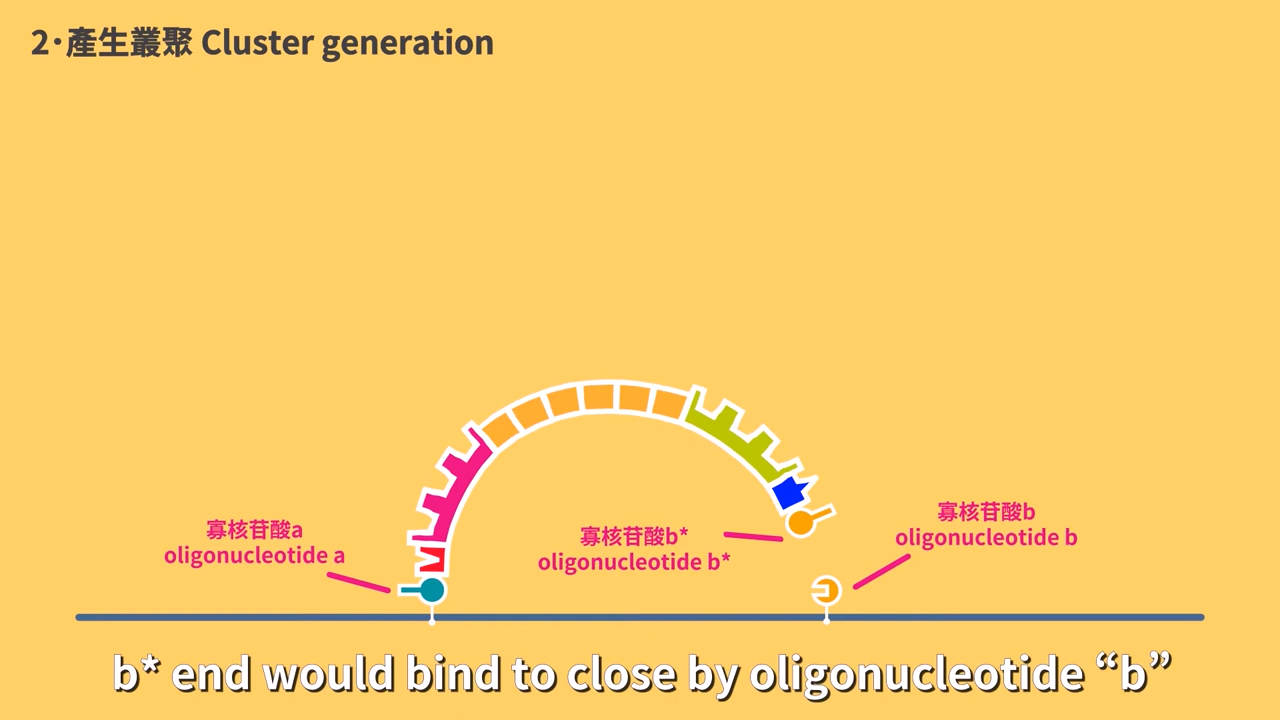 2·產生叢聚 Cluster generation
寡核苷酸a
oligonucleotide a
寡核苷酸b*
oligonucleotide b*
寡核苷酸b
oligonucleotide b
b* end would bind to close by oligonucleotide “b”